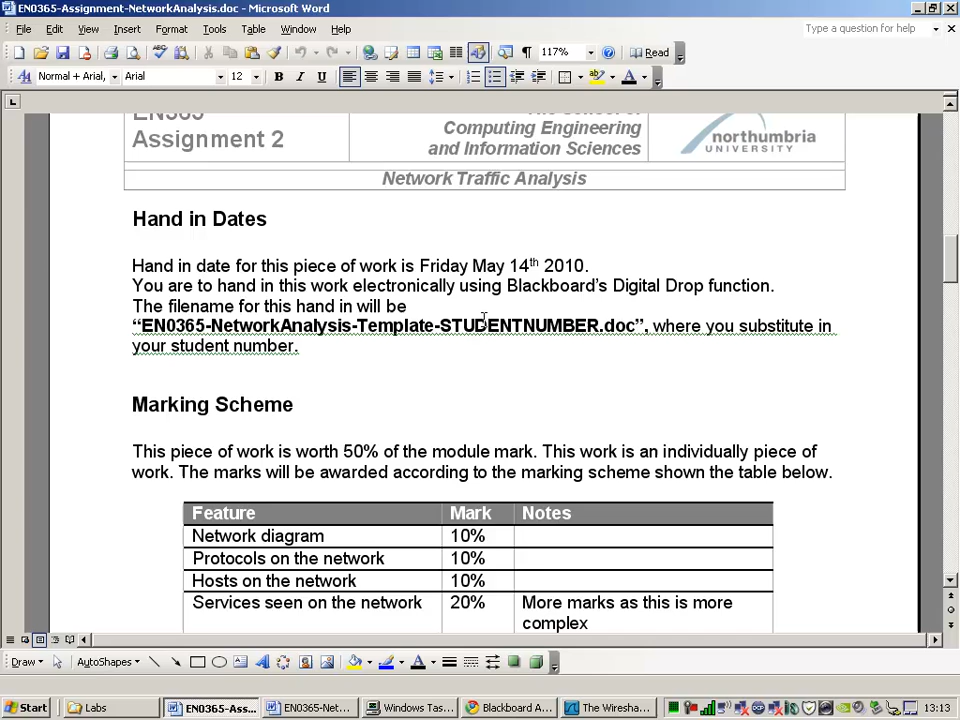 EN0365-Assignment-NetworkAnalysis.doc - Microsoft Word
File Edit View Insert Format Tools Table Window Help Type a question for help
117% Read
Normal + Arial, Arial 12 B I U
Assignment 2
Computing Engineering
and Information Sciences
northumbria
UNIVERSITY
Network Traffic Analysis
Hand in Dates
Hand in date for this piece of work is Friday May 14th 2010.
You are to hand in this work electronically using Blackboard's Digital Drop function.
The filename for this hand in will be
“EN0365-NetworkAnalysis-Template-STUDENTNUMBER.doc”, where you substitute in
your student number.
Marking Scheme
This piece of work is worth 50% of the module mark. This work is an individually piece of
work. The marks will be awarded according to the marking scheme shown the table below.
Feature Mark Notes
Network diagram 10%
Protocols on the network 10%
Hosts on the network 10%
Services seen on the network 20% More marks as this is more
complex
Draw AutoShapes
Start Labs EN0365-Ass... EN0365-Net... Windows Tas... Blackboard A... The Wiresha... 13:13